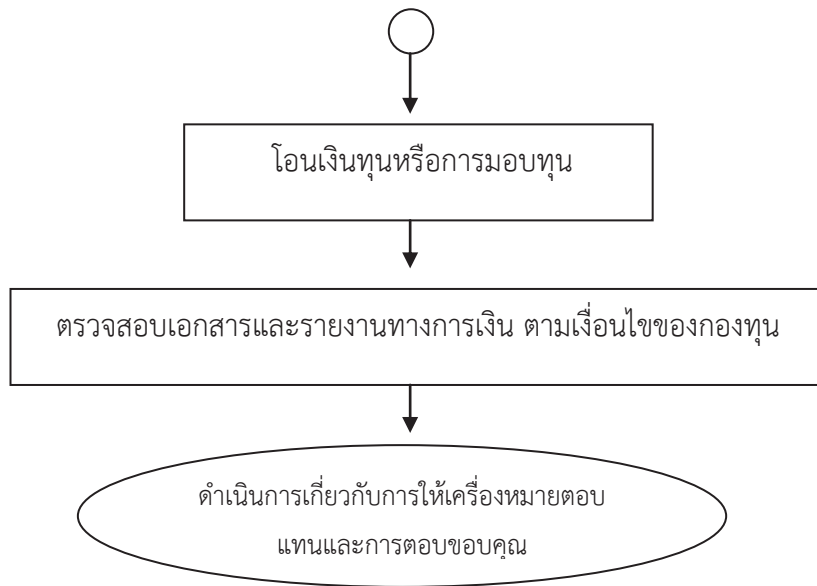 โอนเงินทุนหรือการมอบทุน
ตรวจสอบเอกสารและรายงานทางการเงิน ตามเงื่อนไขของกองทุน
ดำเนินการเกี่ยวกับการให้เครื่องหมายตอบ
แทนและการตอบขอบคุณ